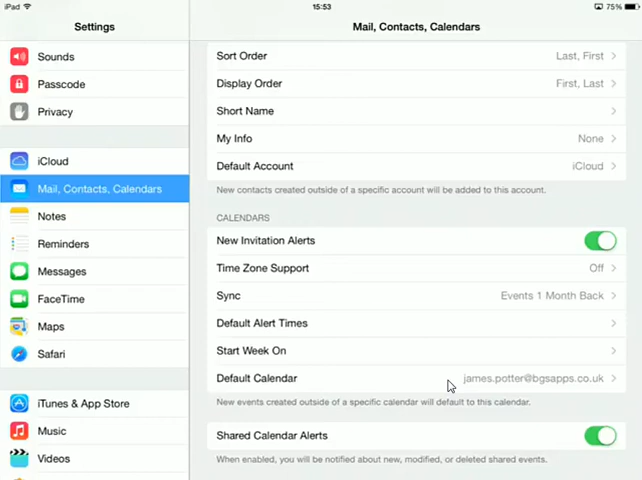 iPad 15:53 75%
Settings
Mail, Contacts, Calendars
Sounds
Passcode
Privacy
iCloud
Mail, Contacts, Calendars
Notes
Reminders
Messages
FaceTime
Maps
Safari
iTunes & App Store
Music
Videos
Sort Order Last, First
Display Order First, Last
Short Name
My Info None
Default Account iCloud
New contacts created outside of a specific account will be added to this account.
CALENDARS
New Invitation Alerts
Time Zone Support Off
Sync Events 1 Month Back
Default Alert Times
Start Week On
Default Calendar james.potter@bgsapps.co.uk
New events created outside of a specific calendar will default to this calendar.
Shared Calendar Alerts
When enabled, you will be notified about new, modified, or deleted shared events.